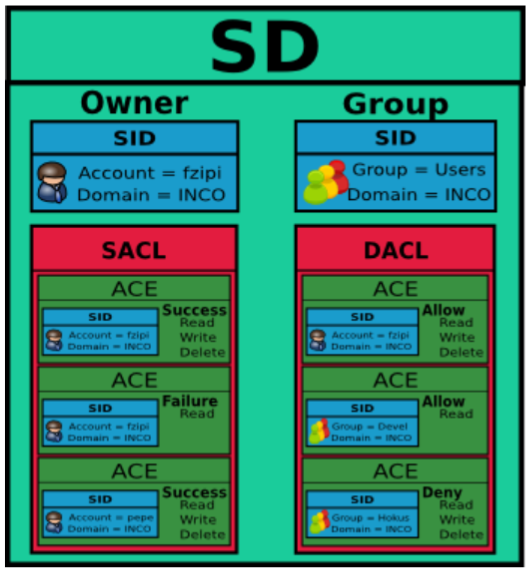 SD
Owner
SID
Account = fzipi
Domain = INCO
Group
SID
Group = Users
Domain = INCO
SACL
ACE
SID
Account = fzipi
Domain = INCO
Success
Read
Write
Delete
ACE
SID
Account = fzipi
Domain = INCO
Failure
Read
ACE
SID
Account = pepe
Domain = INCO
Success
Read
Write
Delete
DACL
ACE
SID
Account = fzipi
Domain = INCO
Allow
Read
Write
Delete
ACE
SID
Group = Devel
Domain = INCO
Allow
Read
ACE
SID
Group = Hokus
Domain = INCO
Deny
Read
Write
Delete